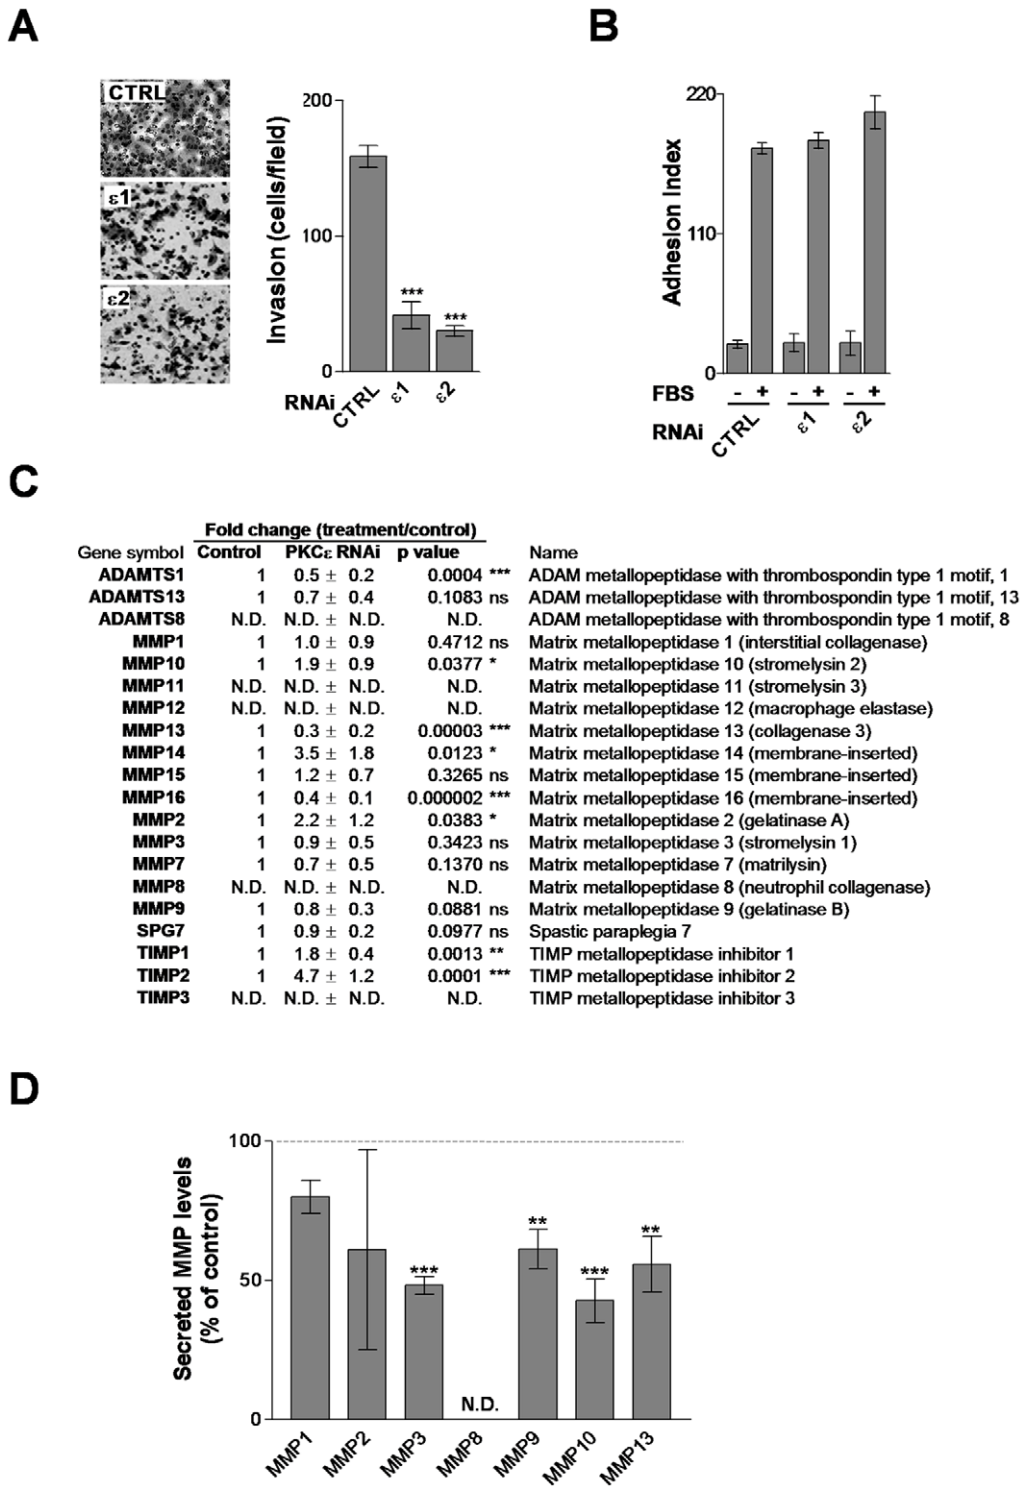 A
B
CTRL
ε1
ε2
Invasion (cells/field)
200
100
0
***
***
RNAi
CTRL
ε1
ε2
Adhesion Index
220
110
0
FBS
- + - + - +
RNAi
CTRL
ε1
ε2
C
Fold change (treatment/control)
Gene symbol Control PKCε RNAi p value Name
ADAMTS1 1 0.5 ± 0.2 0.0004 *** ADAM metallopeptidase with thrombospondin type 1 motif, 1
ADAMTS13 1 0.7 ± 0.4 0.1083 ns ADAM metallopeptidase with thrombospondin type 1 motif, 13
ADAMTS8 N.D. N.D. ± N.D. N.D. ADAM metallopeptidase with thrombospondin type 1 motif, 8
MMP1 1 1.0 ± 0.9 0.4712 ns Matrix metallopeptidase 1 (interstitial collagenase)
MMP10 1 1.9 ± 0.9 0.0377 * Matrix metallopeptidase 10 (stromelysin 2)
MMP11 N.D. N.D. ± N.D. N.D. Matrix metallopeptidase 11 (stromelysin 3)
MMP12 N.D. N.D. ± N.D. N.D. Matrix metallopeptidase 12 (macrophage elastase)
MMP13 1 0.3 ± 0.2 0.00003 *** Matrix metallopeptidase 13 (collagenase 3)
MMP14 1 3.5 ± 1.8 0.0123 * Matrix metallopeptidase 14 (membrane-inserted)
MMP15 1 1.2 ± 0.7 0.3265 ns Matrix metallopeptidase 15 (membrane-inserted)
MMP16 1 0.4 ± 0.1 0.000002 *** Matrix metallopeptidase 16 (membrane-inserted)
MMP2 1 2.2 ± 1.2 0.0383 * Matrix metallopeptidase 2 (gelatinase A)
MMP3 1 0.9 ± 0.5 0.3423 ns Matrix metallopeptidase 3 (stromelysin 1)
MMP7 1 0.7 ± 0.5 0.1370 ns Matrix metallopeptidase 7 (matrilysin)
MMP8 N.D. N.D. ± N.D. N.D. Matrix metallopeptidase 8 (neutrophil collagenase)
MMP9 1 0.8 ± 0.3 0.0881 ns Matrix metallopeptidase 9 (gelatinase B)
SPG7 1 0.9 ± 0.2 0.0977 ns Spastic paraplegia 7
TIMP1 1 1.8 ± 0.4 0.0013 ** TIMP metallopeptidase inhibitor 1
TIMP2 1 4.7 ± 1.2 0.0001 *** TIMP metallopeptidase inhibitor 2
TIMP3 N.D. N.D. ± N.D. N.D. TIMP metallopeptidase inhibitor 3
D
Secreted MMP levels
(% of control)
100
50
0
***
N.D.
**
***
**
MMP1
MMP2
MMP3
MMP8
MMP9
MMP10
MMP13